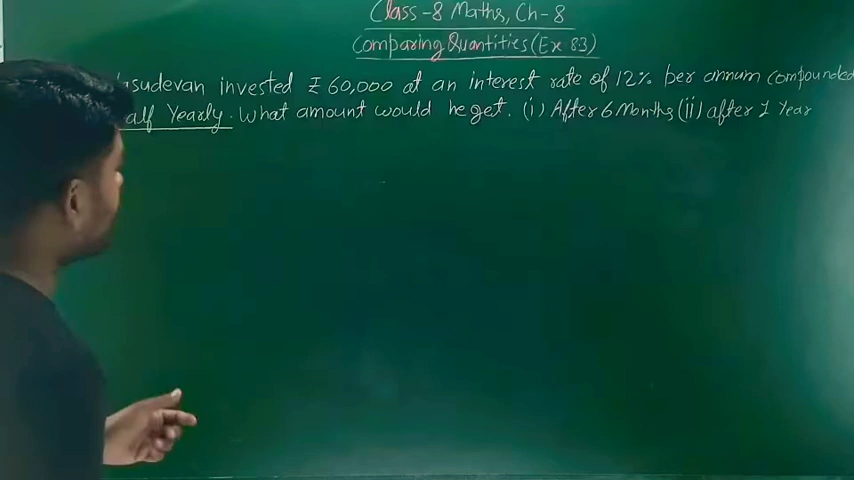 Class-8 Maths, Ch-8
Comparing Quantities (Ex 8.3)
asudevan invested ₹ 60,000 at an interest rate of 12% per annum compounded
alf Yearly. What amount would he get. (i) After 6 Months (ii) after 1 Year